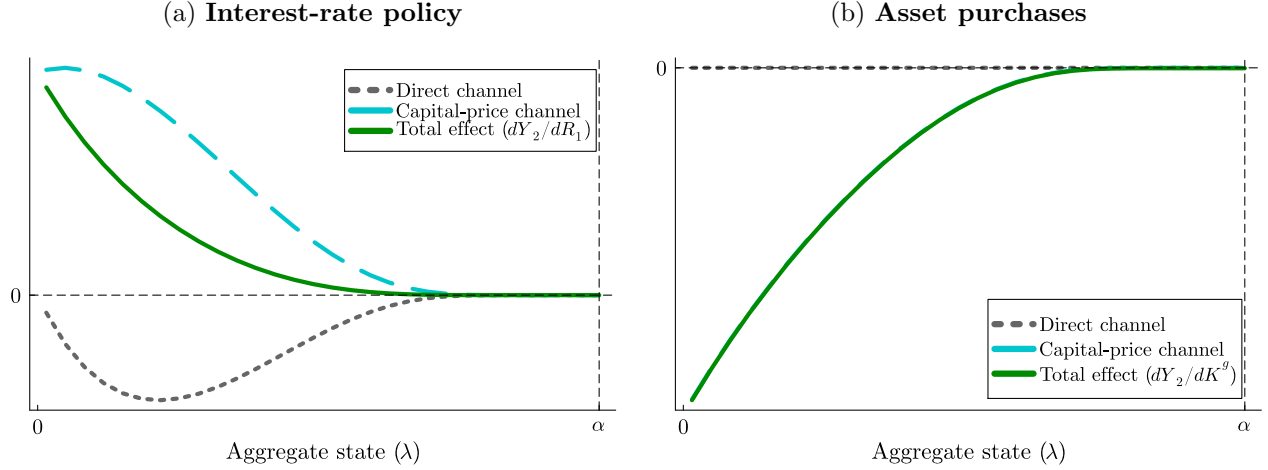 (a) Interest-rate policy
Direct channel
Capital-price channel
Total effect (dY₂/dR₁)
0
0
α
Aggregate state (λ)
(b) Asset purchases
0
Direct channel
Capital-price channel
Total effect (dY₂/dK^g)
0
α
Aggregate state (λ)